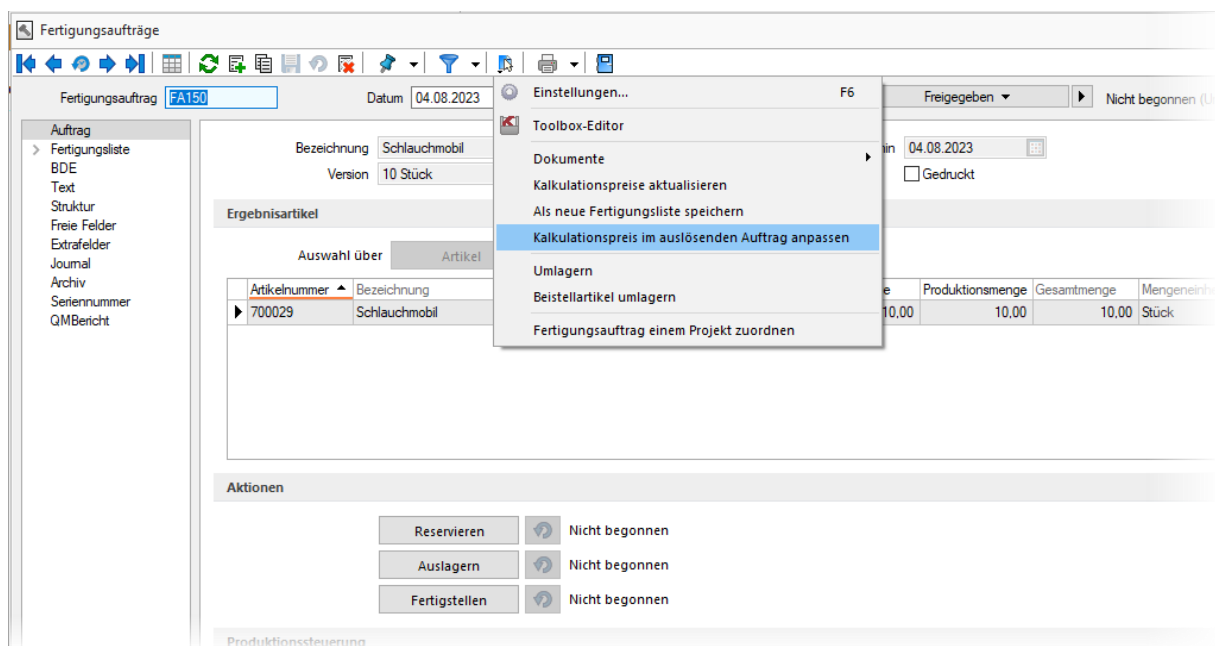 Fertigungsaufträge
Fertigungsauftrag FA150 Datum 04.08.2023 Freigegeben Nicht begonnen
Einstellungen... F6
Toolbox-Editor
Dokumente
Kalkulationspreise aktualisieren
Als neue Fertigungsliste speichern
Kalkulationspreis im auslösenden Auftrag anpassen
Umlagern
Beistellartikel umlagern
Fertigungsauftrag einem Projekt zuordnen
Auftrag
Fertigungsliste
BDE
Text
Struktur
Freie Felder
Extrafelder
Journal
Archiv
Seriennummer
QMBericht
Bezeichnung Schlauchmobil 04.08.2023
Version 10 Stück Gedruckt
Ergebnisartikel
Auswahl über Artikel
Artikelnummer Bezeichnung Produktionsmenge Gesamtmenge
700029 Schlauchmobil 10,00 10,00 10,00 Stück
Aktionen
Reservieren Nicht begonnen
Auslagern Nicht begonnen
Fertigstellen Nicht begonnen
Produktionssteuerung